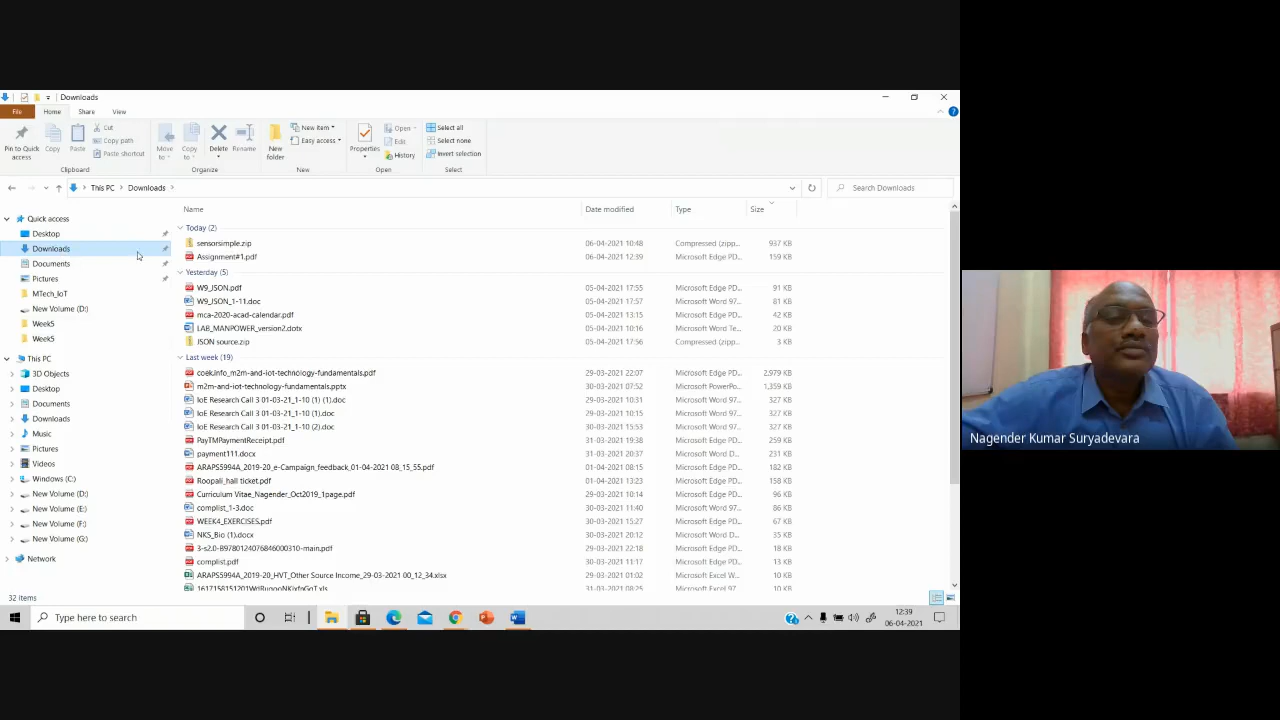 Downloads
File Home Share View
Pin to Quick access
Copy
Paste
Cut
Copy path
Paste shortcut
Move to
Copy to
Delete
Rename
New folder
New item
Easy access
Properties
Open
Edit
History
Select all
Select none
Invert selection
Clipboard Organize New Open Select
This PC Downloads Search Downloads
Name Date modified Type Size
Quick access
Desktop
Downloads
Documents
Pictures
MTech_IoT
New Volume (D:)
Week5
Week5
This PC
3D Objects
Desktop
Documents
Downloads
Music
Pictures
Videos
Windows (C:)
New Volume (D:)
New Volume (E:)
New Volume (F:)
New Volume (G:)
Network
Today (2)
sensorsimple.zip 06-04-2021 10:48 Compressed (zipp... 937 KB
Assignment#1.pdf 06-04-2021 12:39 Microsoft Edge PD... 159 KB
Yesterday (5)
W9_JSON.pdf 05-04-2021 17:55 Microsoft Edge PD... 91 KB
W9_JSON_1-11.doc 05-04-2021 17:57 Microsoft Word 97... 81 KB
mca-2020-acad-calendar.pdf 05-04-2021 13:15 Microsoft Edge PD... 42 KB
LAB_MANPOWER_version2.dotx 05-04-2021 10:16 Microsoft Word Te... 20 KB
JSON source.zip 05-04-2021 17:56 Compressed (zipp... 3 KB
Last week (19)
coek.info_m2m-and-iot-technology-fundamentals.pdf 29-03-2021 22:07 Microsoft Edge PD... 2,979 KB
m2m-and-iot-technology-fundamentals.pptx 30-03-2021 07:52 Microsoft PowerPo... 1,359 KB
IoE Research Call 3 01-03-21_1-10 (1) (1).doc 29-03-2021 10:31 Microsoft Word 97... 327 KB
IoE Research Call 3 01-03-21_1-10 (1).doc 29-03-2021 10:15 Microsoft Word 97... 327 KB
IoE Research Call 3 01-03-21_1-10 (2).doc 30-03-2021 15:53 Microsoft Word 97... 327 KB
PayTMPaymentReceipt.pdf 31-03-2021 19:38 Microsoft Edge PD... 259 KB
payment111.docx 31-03-2021 20:37 Microsoft Word D... 231 KB
ARAPS5994A_2019-20_e-Campaign_feedback_01-04-2021 08_15_55.pdf 01-04-2021 08:15 Microsoft Edge PD... 182 KB
Roopali_hall ticket.pdf 01-04-2021 13:23 Microsoft Edge PD... 158 KB
Curriculum Vitae_Nagender_Oct2019_1page.pdf 29-03-2021 10:14 Microsoft Edge PD... 96 KB
complist_1-3.doc 30-03-2021 11:40 Microsoft Word 97... 86 KB
WEEK4_EXERCISES.pdf 30-03-2021 15:27 Microsoft Edge PD... 67 KB
NKS_Bio (1).docx 30-03-2021 20:12 Microsoft Word D... 35 KB
3-s2.0-B9780124076846000310-main.pdf 29-03-2021 22:18 Microsoft Edge PD... 18 KB
complist.pdf 30-03-2021 11:17 Microsoft Edge PD... 13 KB
ARAPS5994A_2019-20_HVT_Other Source Income_29-03-2021 00_12_34.xlsx 29-03-2021 01:02 Microsoft Excel W... 10 KB
31-03-2021 08:25 Microsoft Excel 97... 10 KB
32 items
Type here to search
12:39
06-04-2021
Nagender Kumar Suryadevara